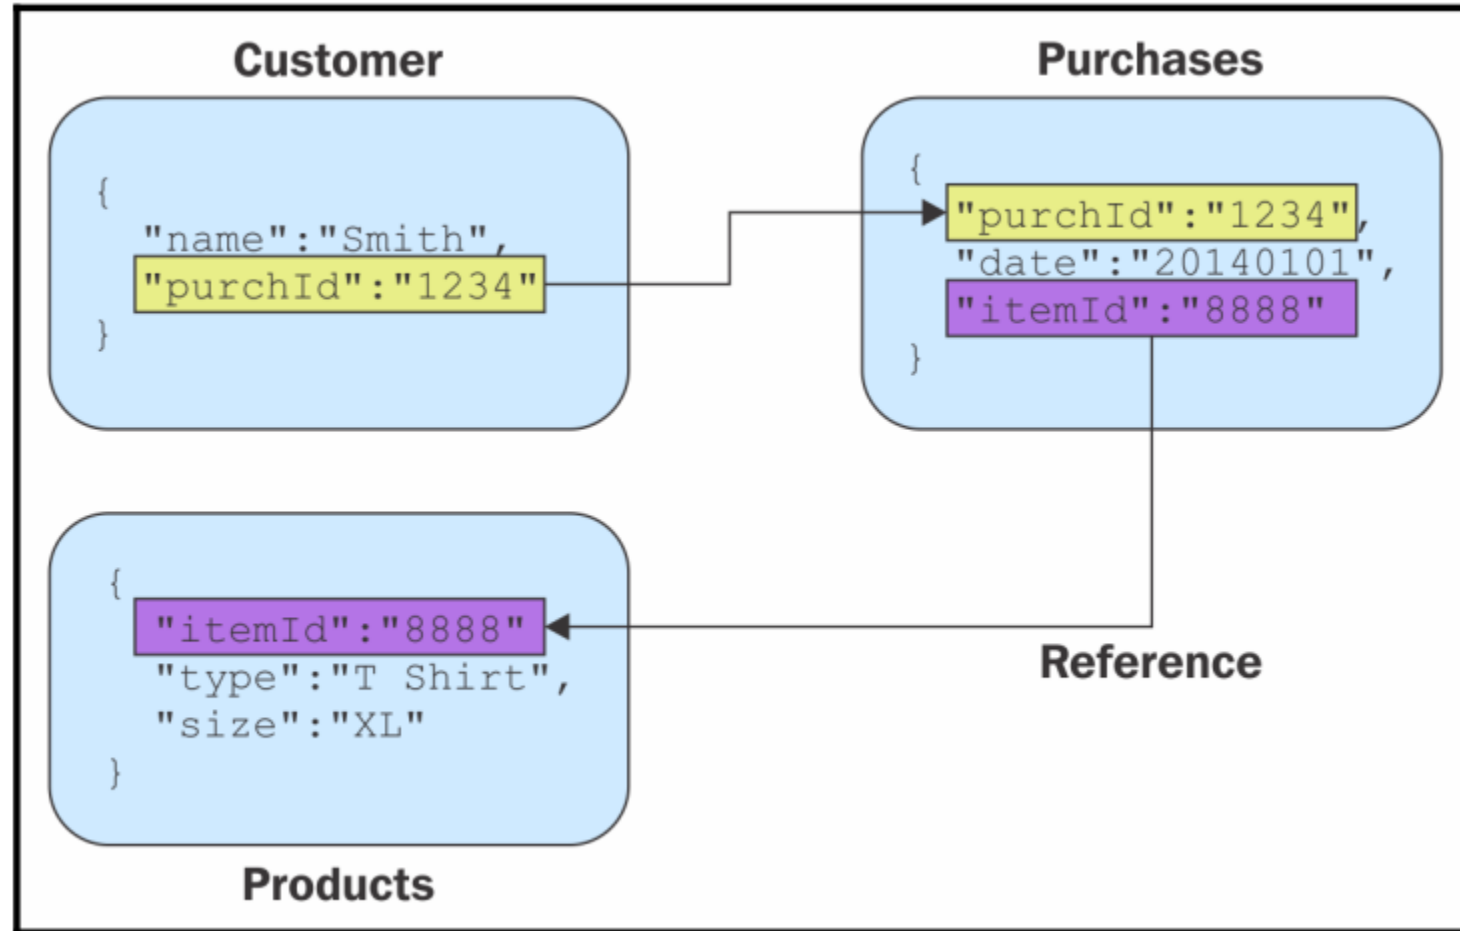 Customer
{
"name":"Smith",
"purchId":"1234"
}
Purchases
{
"purchId":"1234",
"date":"20140101",
"itemId":"8888"
}
{
"itemId":"8888"
"type":"T Shirt",
"size":"XL"
}
Products
Reference